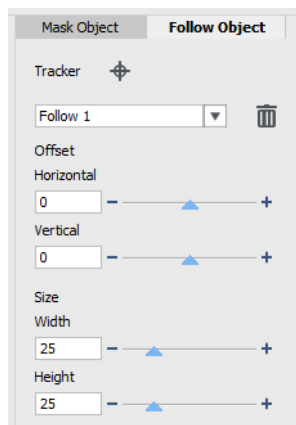 Mask Object Follow Object
Tracker
Follow 1
Offset
Horizontal
0
Vertical
0
Size
Width
25
Height
25